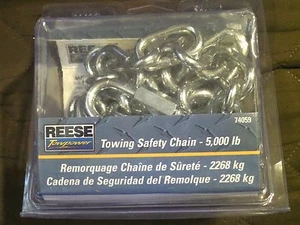 74059
REESE
Towpower
Towing Safety Chain - 5,000 lb
Remorquage Chaîne de Sûreté - 2268 kg
Cadena de Seguridad del Remolque - 2268 kg